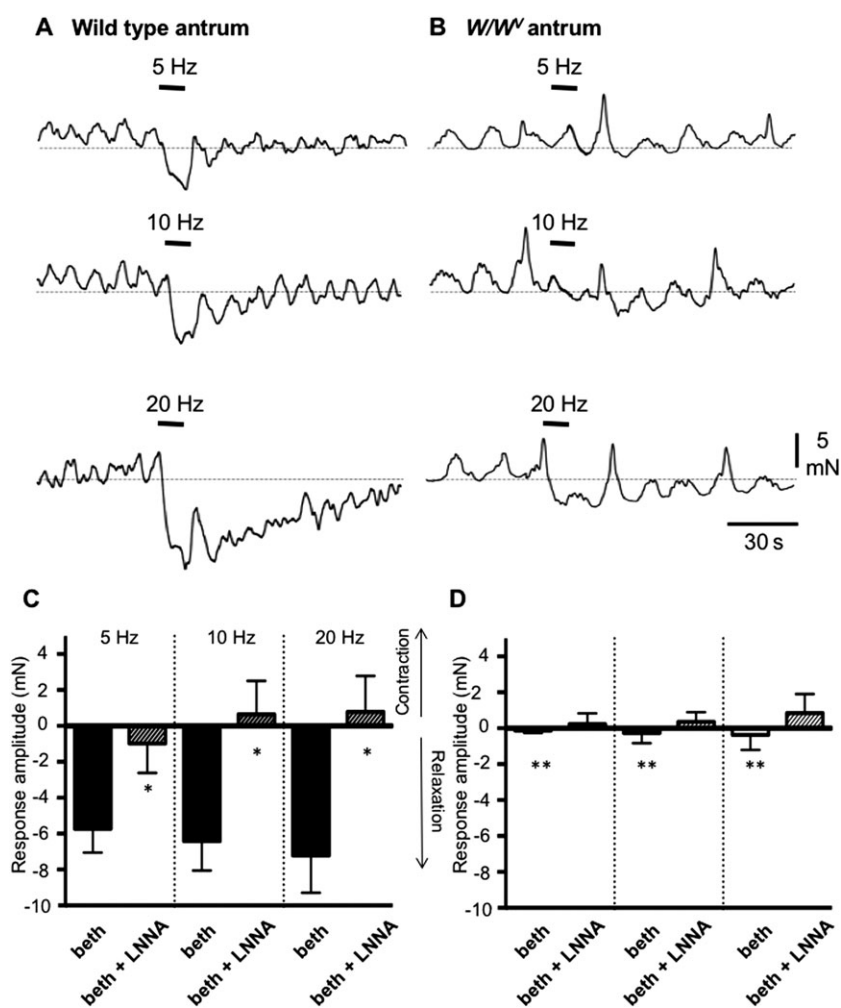 A Wild type antrum
B W/Wᵛ antrum
5 Hz
5 Hz
10 Hz
10 Hz
20 Hz
20 Hz
5
mN
30 s
C
D
5 Hz
10 Hz
20 Hz
Response amplitude (mN)
4
2
0
-2
-4
-6
-8
-10
*
*
*
Contraction
Relaxation
Response amplitude (mN)
4
2
0
-2
-4
-6
-8
-10
**
**
**
beth
beth + LNNA
beth
beth + LNNA
beth
beth + LNNA
beth
beth + LNNA
beth
beth + LNNA
beth
beth + LNNA